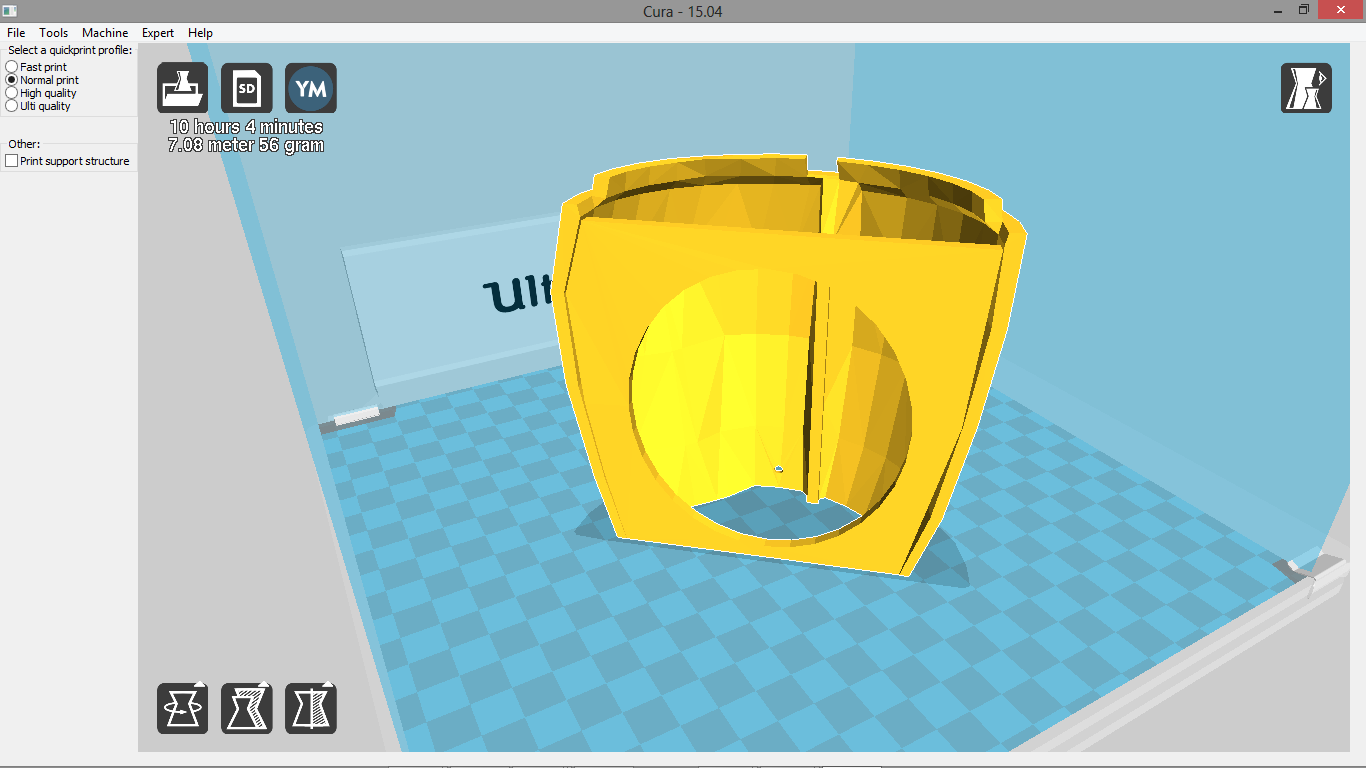 Cura - 15.04
File Tools Machine Expert Help
Select a quickprint profile:
Fast print
Normal print
High quality
Ulti quality
Other:
Print support structure
SD
YM
10 hours 4 minutes
7.08 meter 56 gram
Ult